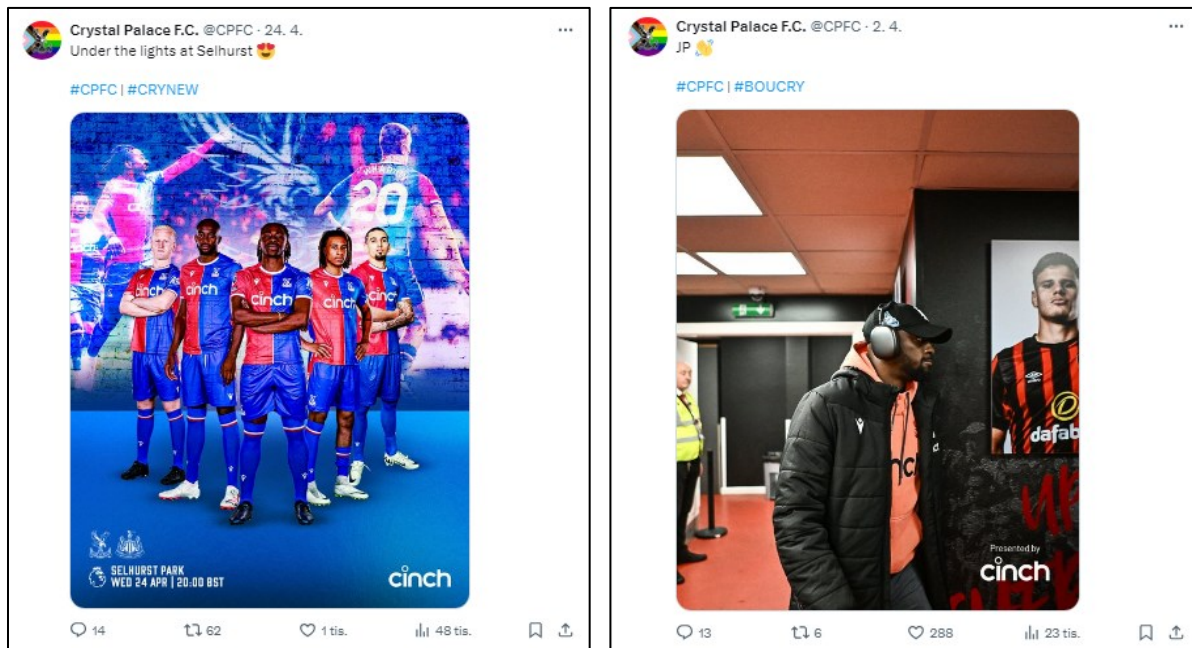 Crystal Palace F.C. @CPFC · 24. 4.
Under the lights at Selhurst 😍
#CPFC | #CRYNEW
20
cinch
cinch
cinch
cinch
cinch
SELHURST PARK
WED 24 APR | 20:00 BST
cinch
14
62
1 tis.
48 tis.
Crystal Palace F.C. @CPFC · 2. 4.
JP 👏
#CPFC | #BOUCRY
dafab
Presented by
cinch
13
6
288
23 tis.